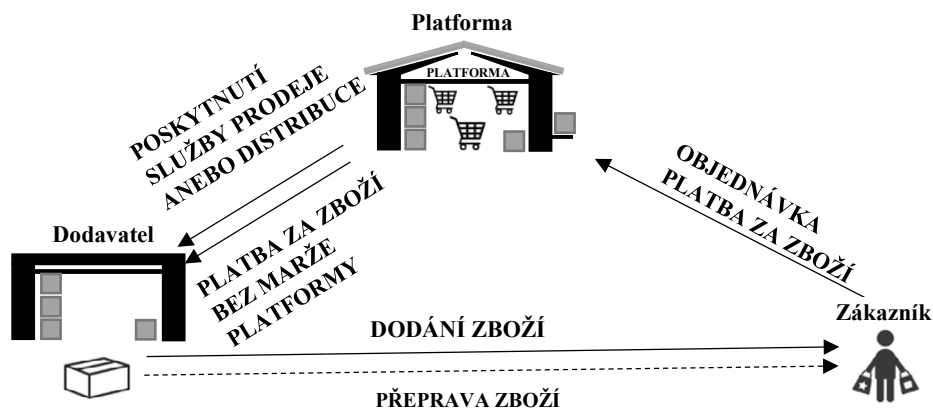 Platforma
PLATFORMA
POSKYTNUTÍ
SLUŽBY PRODEJE
ANEBO DISTRIBUCE
OBJEDNÁVKA
PLATBA ZA ZBOŽÍ
Dodavatel
PLATBA ZA ZBOŽÍ
BEZ MARŽE
PLATFORMY
Zákazník
DODÁNÍ ZBOŽÍ
PŘEPRAVA ZBOŽÍ